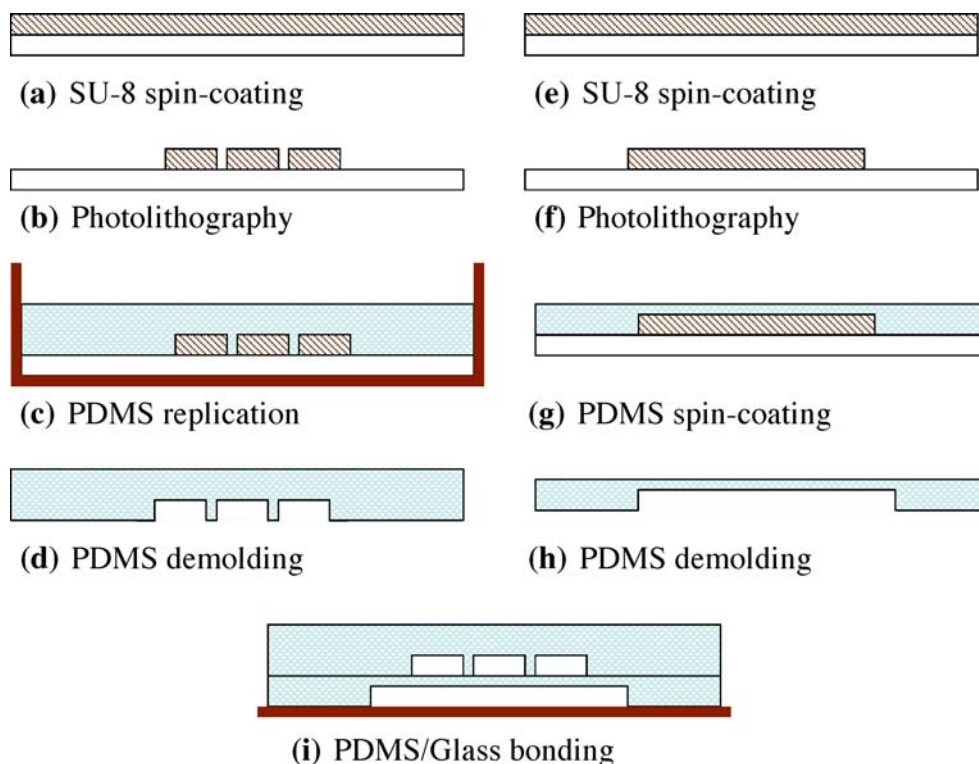 (a) SU-8 spin-coating
(e) SU-8 spin-coating
(b) Photolithography
(f) Photolithography
(c) PDMS replication
(g) PDMS spin-coating
(d) PDMS demolding
(h) PDMS demolding
(i) PDMS/Glass bonding